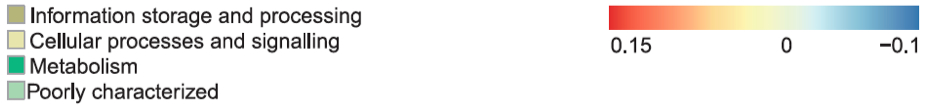 Information storage and processing
Cellular processes and signalling
Metabolism
Poorly characterized
0.15 0 −0.1